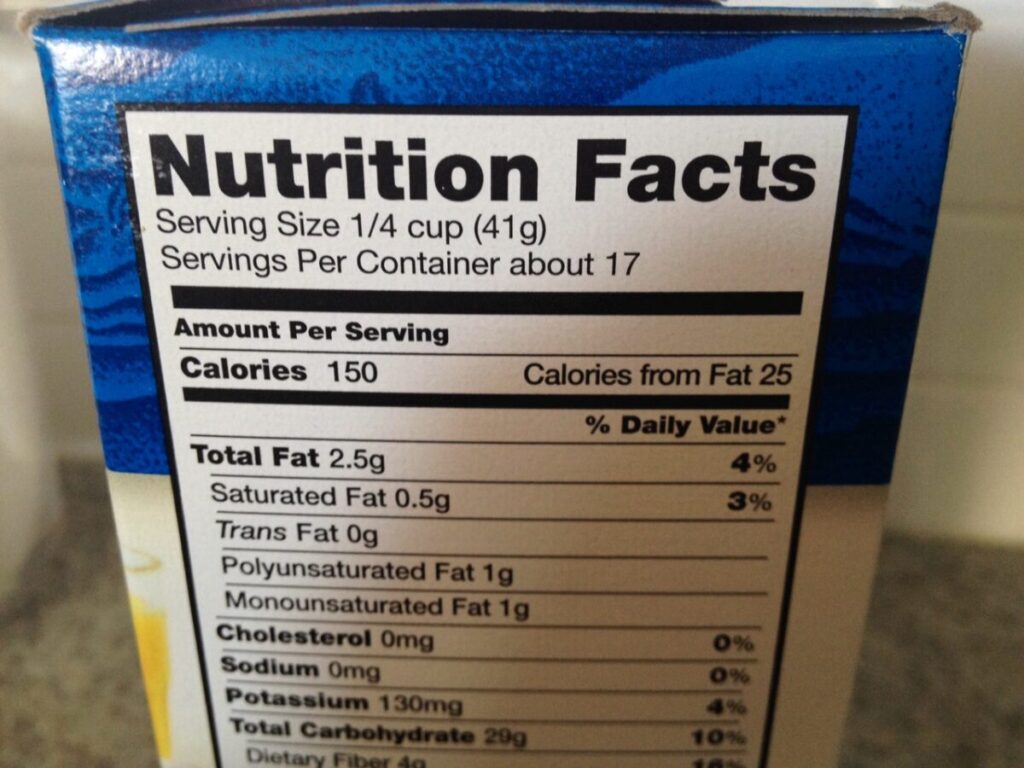 Nutrition Facts
Serving Size 1/4 cup (41g)
Servings Per Container about 17
Amount Per Serving
Calories 150 Calories from Fat 25
% Daily Value*
Total Fat 2.5g 4%
Saturated Fat 0.5g 3%
Trans Fat 0g
Polyunsaturated Fat 1g
Monounsaturated Fat 1g
Cholesterol 0mg 0%
Sodium 0mg 0%
Potassium 130mg 4%
Total Carbohydrate 29g 10%
Dietary Fiber 4g 16%